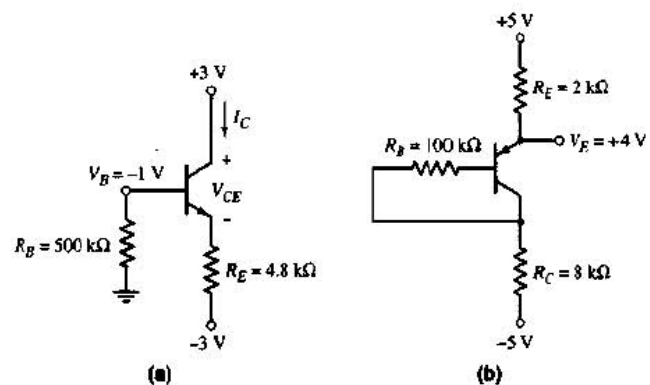 +3 V
I_C
+
V_B = −1 V
V_CE
−
R_B = 500 kΩ
R_E = 4.8 kΩ
−3 V
(a)
+5 V
R_E = 2 kΩ
R_B = 100 kΩ
V_E = +4 V
R_C = 8 kΩ
−5 V
(b)